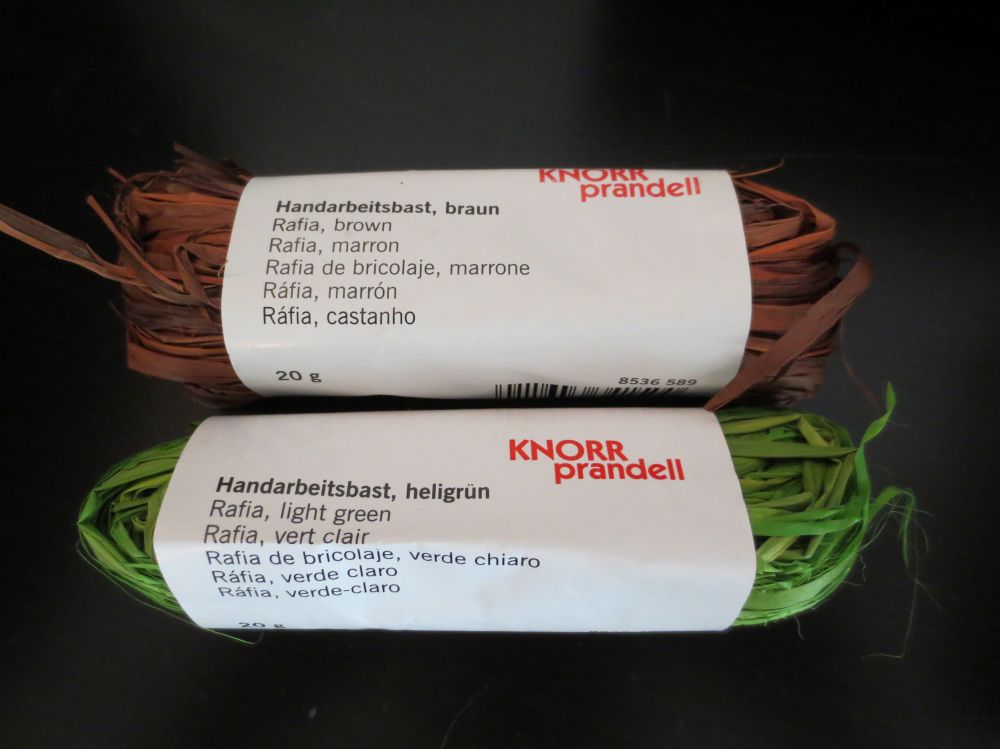 KNORR
prandell
Handarbeitsbast, braun
Rafia, brown
Rafia, marron
Rafia de bricolaje, marrone
Ráfia, marrón
Ráfia, castanho
20 g
8536 589
KNORR
prandell
Handarbeitsbast, heligrün
Rafia, light green
Rafia, vert clair
Rafia de bricolaje, verde chiaro
Ráfia, verde claro
Ráfia, verde-claro
20 g